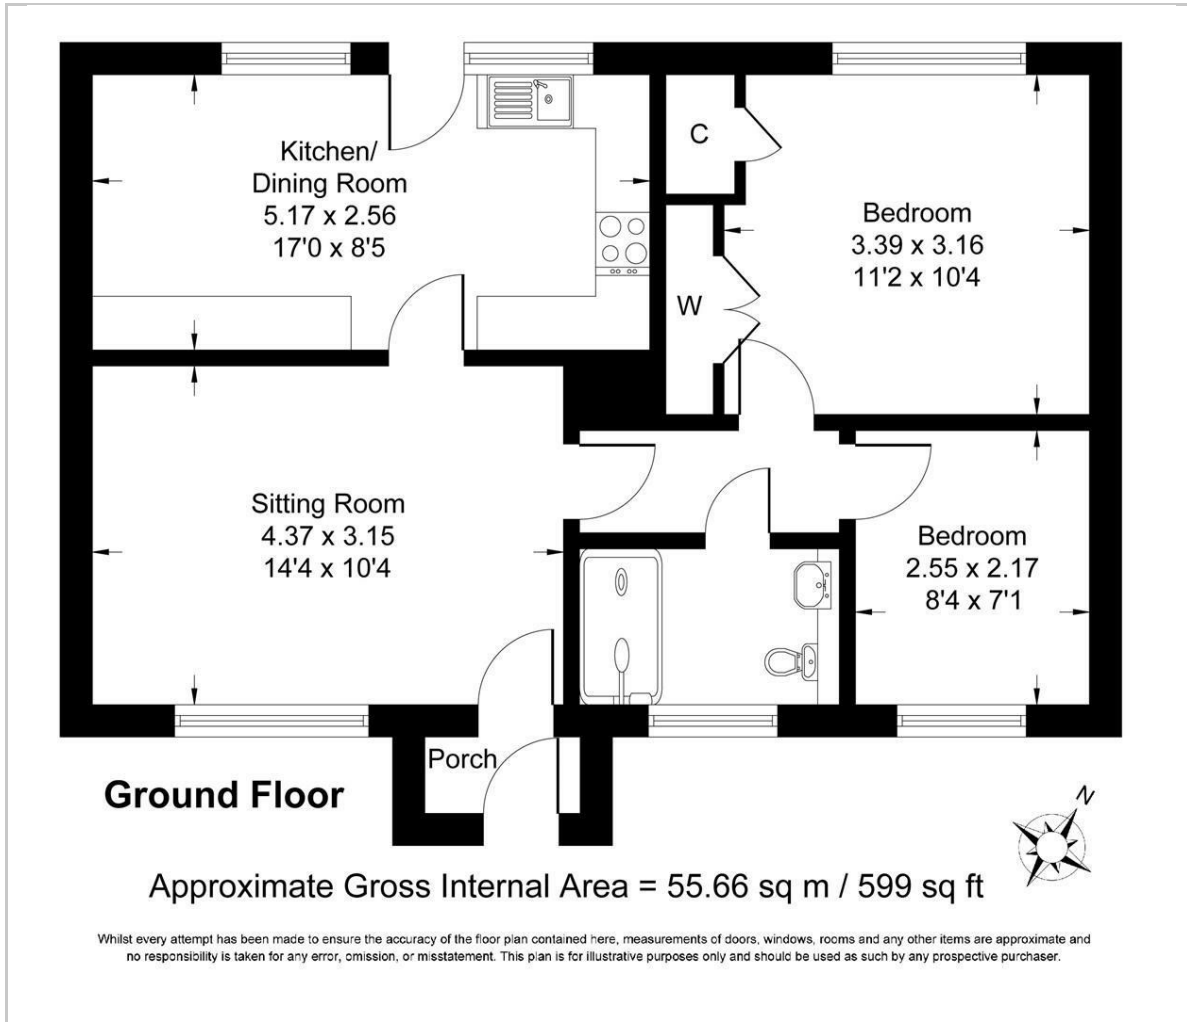 Kitchen/
Dining Room
5.17 x 2.56
17'0 x 8'5
C
Bedroom
3.39 x 3.16
11'2 x 10'4
W
Sitting Room
4.37 x 3.15
14'4 x 10'4
Bedroom
2.55 x 2.17
8'4 x 7'1
Porch
Ground Floor
N
Approximate Gross Internal Area = 55.66 sq m / 599 sq ft
Whilst every attempt has been made to ensure the accuracy of the floor plan contained here, measurements of doors, windows, rooms and any other items are approximate and
no responsibility is taken for any error, omission, or misstatement. This plan is for illustrative purposes only and should be used as such by any prospective purchaser.